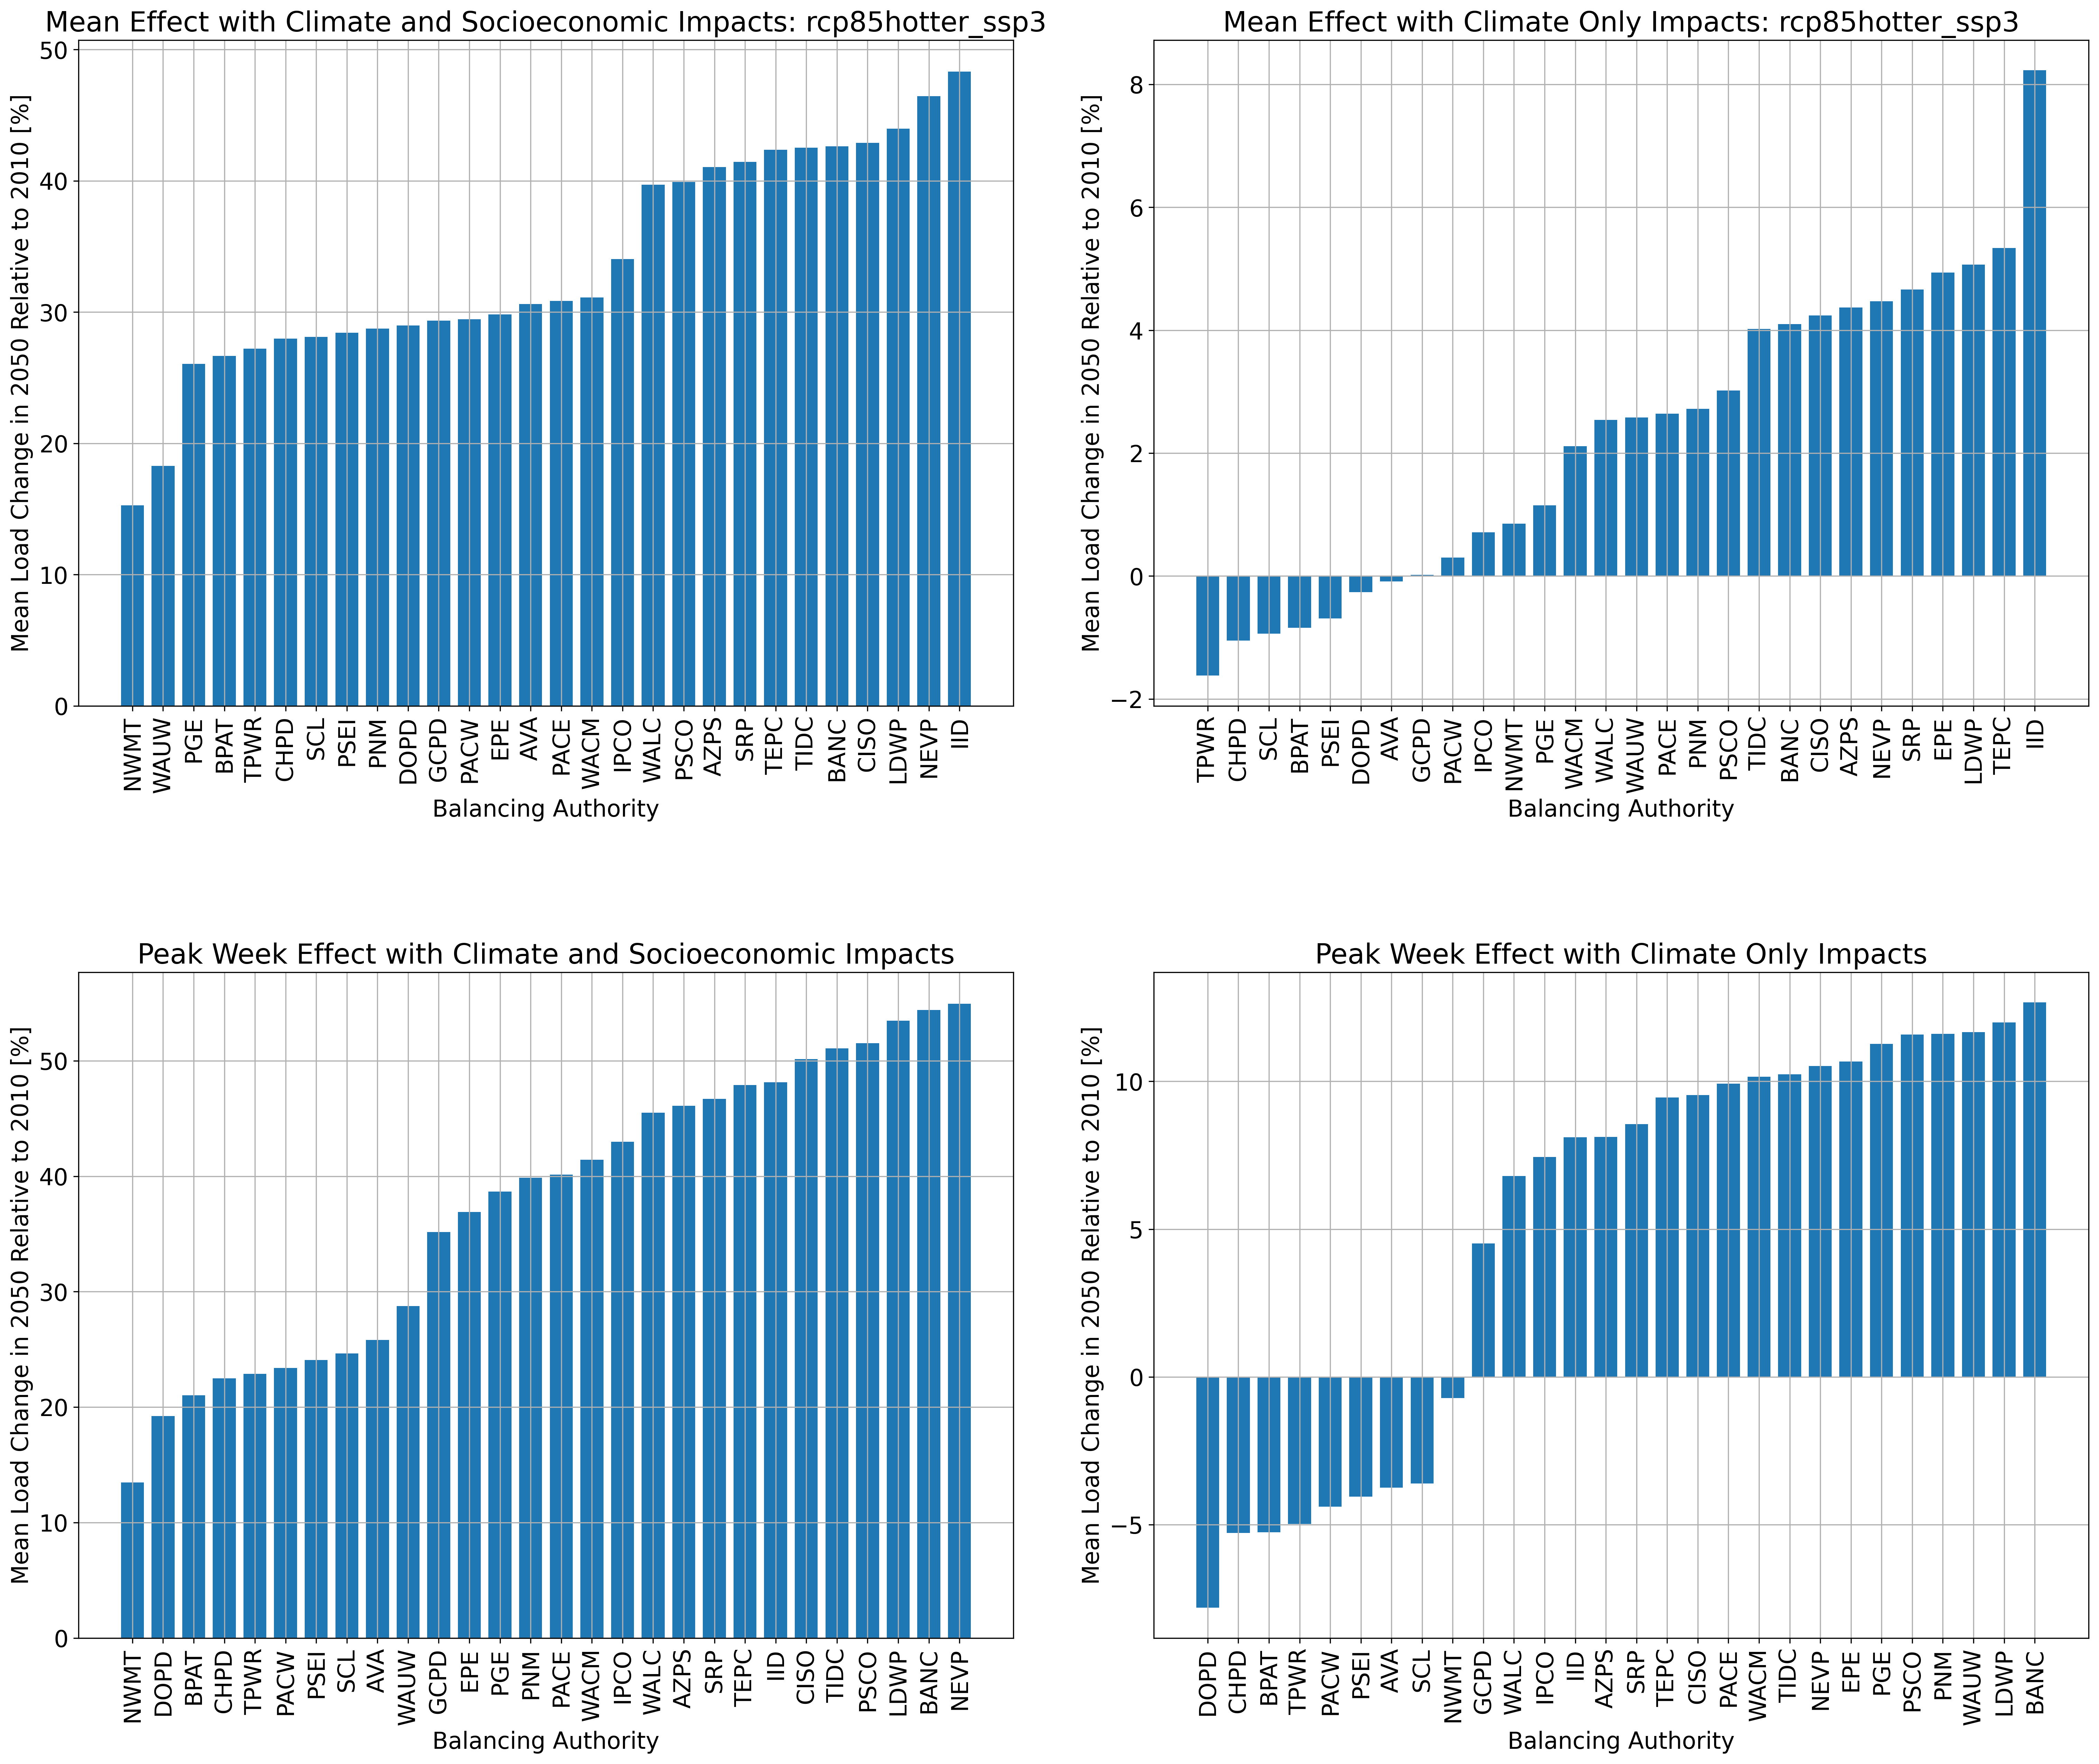 Mean Effect with Climate and Socioeconomic Impacts: rcp85hotter_ssp3
Mean Load Change in 2050 Relative to 2010 [%]
50
40
30
20
10
0
NWMT WAUW PGE BPAT TPWR CHPD SCL PSEI PNM DOPD GCPD PACW EPE AVA PACE WACM IPCO WALC PSCO AZPS SRP TEPC TIDC BANC CISO LDWP NEVP IID
Balancing Authority
Mean Effect with Climate Only Impacts: rcp85hotter_ssp3
Mean Load Change in 2050 Relative to 2010 [%]
8
6
4
2
0
−2
TPWR CHPD SCL BPAT PSEI DOPD AVA GCPD PACW IPCO NWMT PGE WACM WALC WAUW PACE PNM PSCO TIDC BANC CISO AZPS NEVP SRP EPE LDWP TEPC IID
Balancing Authority
Peak Week Effect with Climate and Socioeconomic Impacts
Mean Load Change in 2050 Relative to 2010 [%]
50
40
30
20
10
0
NWMT DOPD BPAT CHPD TPWR PACW PSEI SCL AVA WAUW GCPD EPE PGE PNM PACE WACM IPCO WALC AZPS SRP TEPC IID CISO TIDC PSCO LDWP BANC NEVP
Balancing Authority
Peak Week Effect with Climate Only Impacts
Mean Load Change in 2050 Relative to 2010 [%]
10
5
0
−5
DOPD CHPD BPAT TPWR PACW PSEI AVA SCL NWMT GCPD WALC IPCO IID AZPS SRP TEPC CISO PACE WACM TIDC NEVP EPE PGE PSCO PNM WAUW LDWP BANC
Balancing Authority